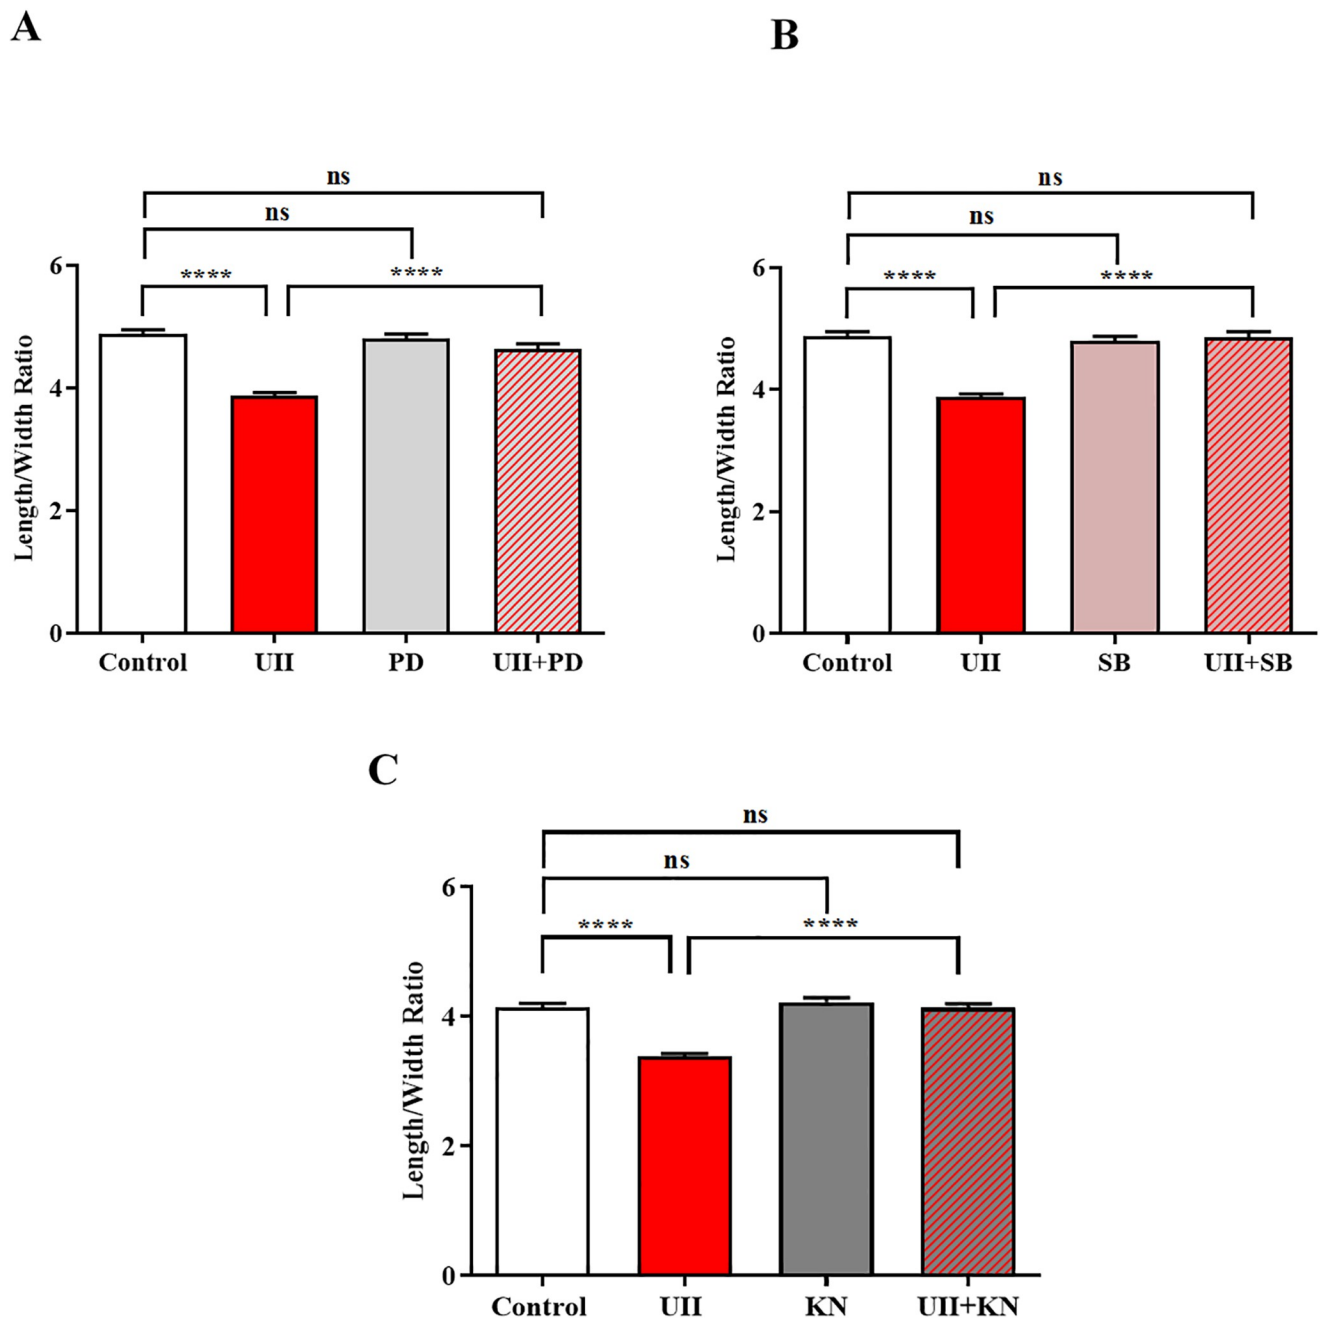 A
ns
ns
****
****
6
4
2
0
Length/Width Ratio
Control
UII
PD
UII+PD
B
ns
ns
****
****
6
4
2
0
Length/Width Ratio
Control
UII
SB
UII+SB
C
ns
ns
****
****
6
4
2
0
Length/Width Ratio
Control
UII
KN
UII+KN